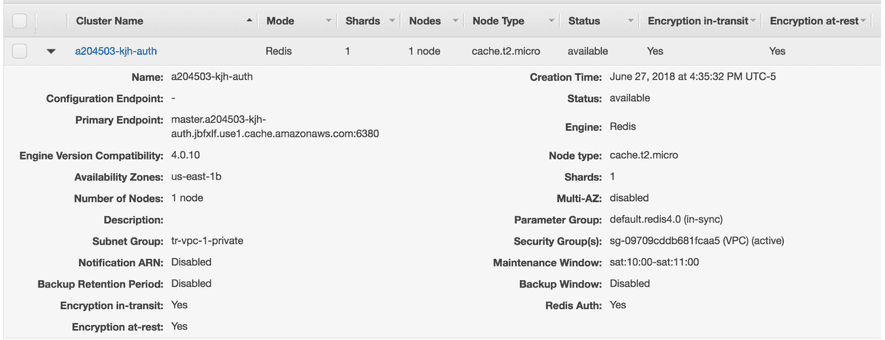 Cluster Name Mode Shards Nodes Node Type Status Encryption in-transit Encryption at-rest
a204503-kjh-auth Redis 1 1 node cache.t2.micro available Yes Yes
Name: a204503-kjh-auth Creation Time: June 27, 2018 at 4:35:32 PM UTC-5
Configuration Endpoint: - Status: available
Primary Endpoint: master.a204503-kjh-
auth.jbfxlf.use1.cache.amazonaws.com:6380 Engine: Redis
Engine Version Compatibility: 4.0.10 Node type: cache.t2.micro
Availability Zones: us-east-1b Shards: 1
Number of Nodes: 1 node Multi-AZ: disabled
Description: Parameter Group: default.redis4.0 (in-sync)
Subnet Group: tr-vpc-1-private Security Group(s): sg-09709cddb681fcaa5 (VPC) (active)
Notification ARN: Disabled Maintenance Window: sat:10:00-sat:11:00
Backup Retention Period: Disabled Backup Window: Disabled
Encryption in-transit: Yes Redis Auth: Yes
Encryption at-rest: Yes